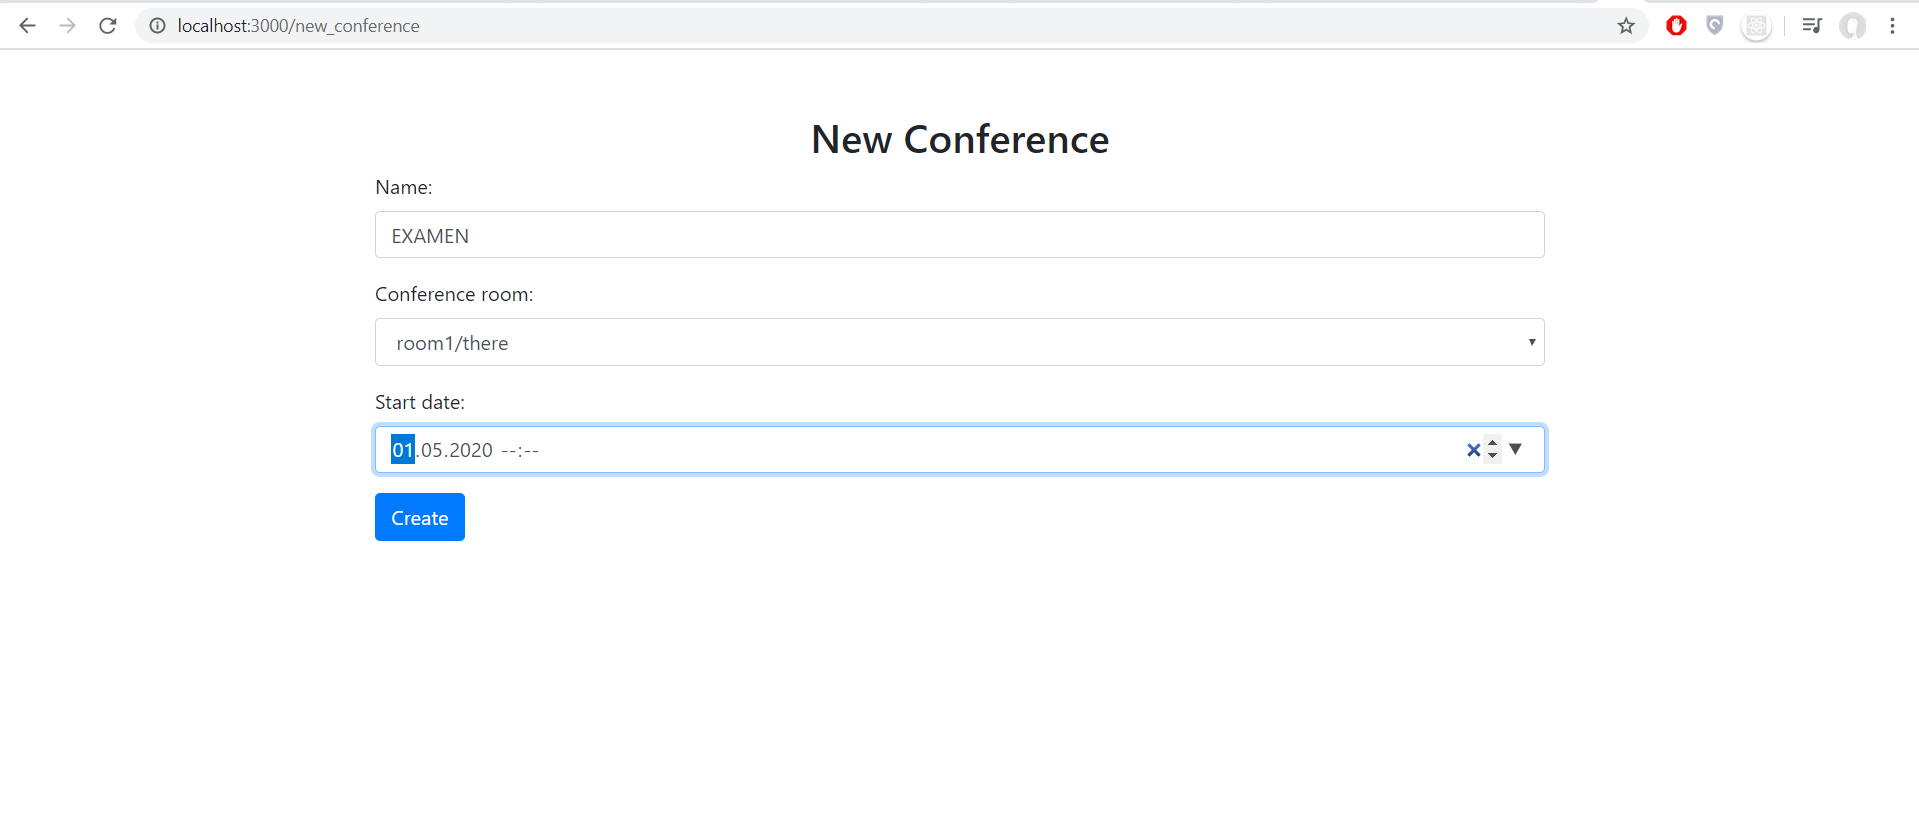 localhost:3000/new_conference
New Conference
Name:
EXAMEN
Conference room:
room1/there
Start date:
01.05.2020 --:--
Create